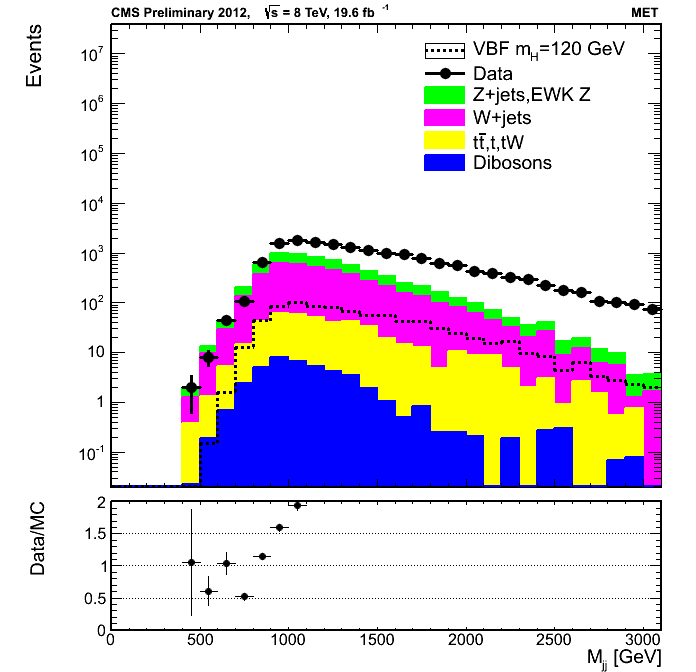 CMS Preliminary 2012, √s = 8 TeV, 19.6 fb⁻¹ MET
Events
10⁷
10⁶
10⁵
10⁴
10³
10²
10
1
10⁻¹
VBF m_H=120 GeV
Data
Z+jets,EWK Z
W+jets
tt̄,t,tW
Dibosons
Data/MC
2
1.5
1
0.5
0
0 500 1000 1500 2000 2500 3000
M_jj [GeV]